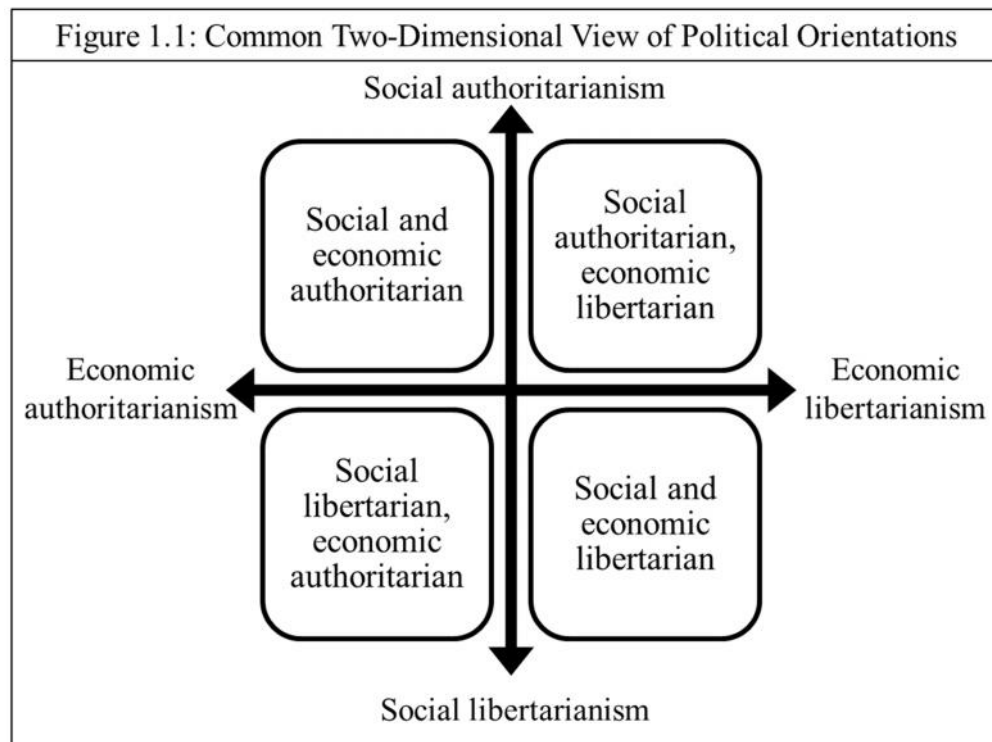 Figure 1.1: Common Two-Dimensional View of Political Orientations
Social authoritarianism
Social and
economic
authoritarian
Social
authoritarian,
economic
libertarian
Economic
authoritarianism
Economic
libertarianism
Social
libertarian,
economic
authoritarian
Social and
economic
libertarian
Social libertarianism